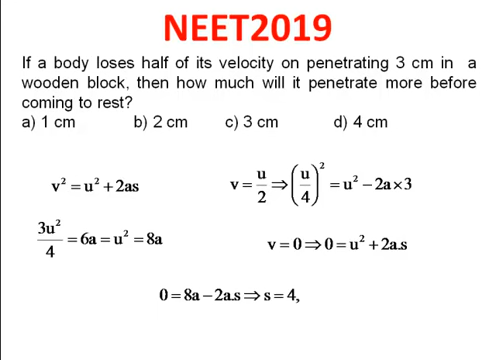 NEET2019
If a body loses half of its velocity on penetrating 3 cm in a
wooden block, then how much will it penetrate more before
coming to rest?
a) 1 cm b) 2 cm c) 3 cm d) 4 cm
v² = u² + 2as
v = u/2 ⇒ (u/4)² = u² − 2a × 3
3u²/4 = 6a = u² = 8a
v = 0 ⇒ 0 = u² + 2a.s
0 = 8a − 2a.s ⇒ s = 4,